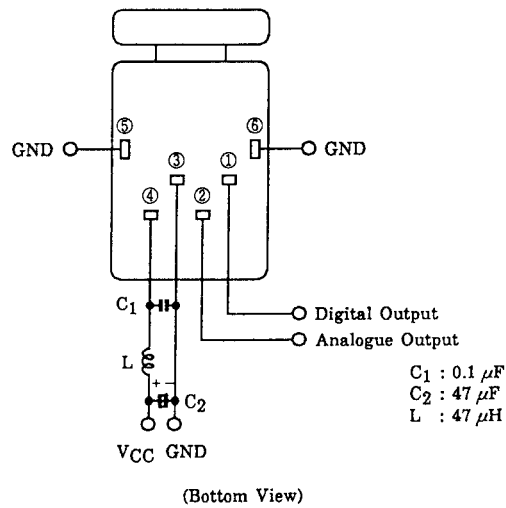 ⑤
⑥
GND
GND
③
①
④
②
C1
Digital Output
Analogue Output
L
C1 : 0.1 μF
C2 : 47 μF
L : 47 μH
+ −
C2
VCC GND
(Bottom View)